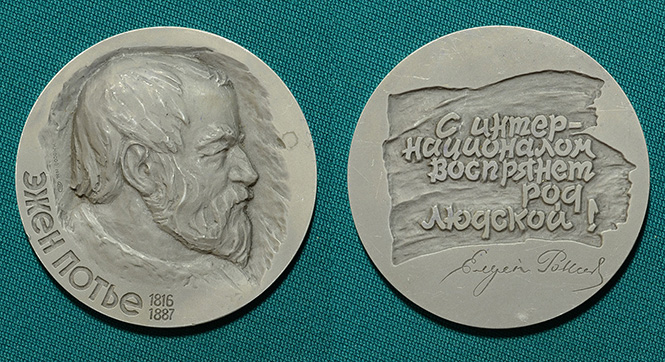 ЭЖЕН ПОТЬЕ
1816
1887
С интер-
национАлом
воспрянет
род
людской!